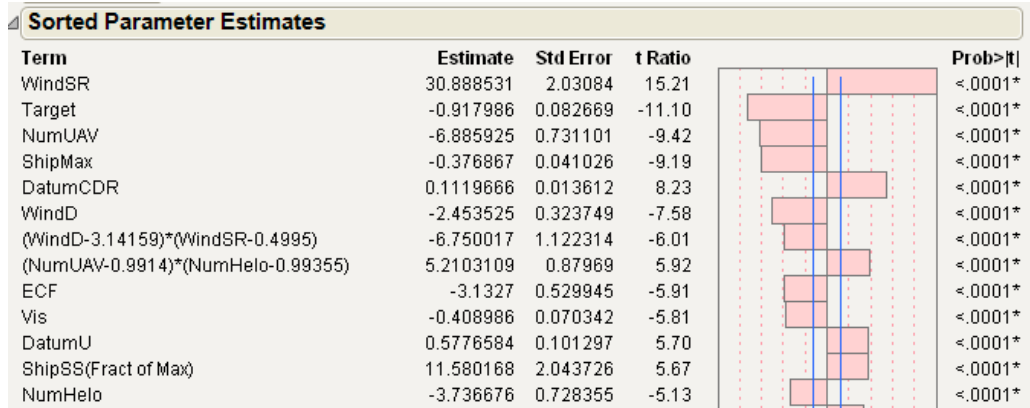 Sorted Parameter Estimates
Term Estimate Std Error t Ratio Prob>|t|
WindSR 30.888531 2.03084 15.21 <.0001*
Target -0.917986 0.082669 -11.10 <.0001*
NumUAV -6.885925 0.731101 -9.42 <.0001*
ShipMax -0.376867 0.041026 -9.19 <.0001*
DatumCDR 0.1119666 0.013612 8.23 <.0001*
WindD -2.453525 0.323749 -7.58 <.0001*
(WindD-3.14159)*(WindSR-0.4995) -6.750017 1.122314 -6.01 <.0001*
(NumUAV-0.9914)*(NumHelo-0.99355) 5.2103109 0.87969 5.92 <.0001*
ECF -3.1327 0.529945 -5.91 <.0001*
Vis -0.408986 0.070342 -5.81 <.0001*
DatumU 0.5776584 0.101297 5.70 <.0001*
ShipSS(Fract of Max) 11.580168 2.043726 5.67 <.0001*
NumHelo -3.736676 0.728355 -5.13 <.0001*